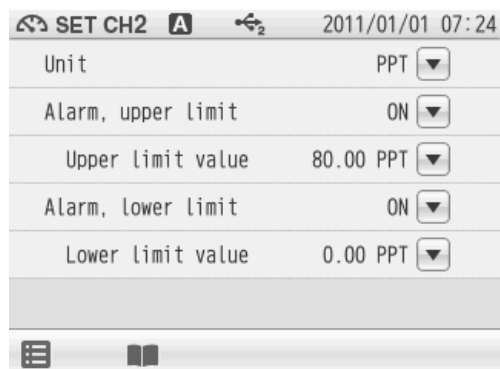 SET CH2 A 2 2011/01/01 07:24
Unit PPT
Alarm, upper limit ON
Upper limit value 80.00 PPT
Alarm, lower limit ON
Lower limit value 0.00 PPT